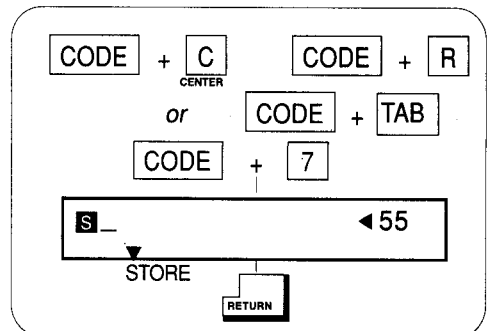 CODE + C CODE + R
CENTER
or CODE + TAB
CODE + 7
S_ ◄55
STORE
RETURN